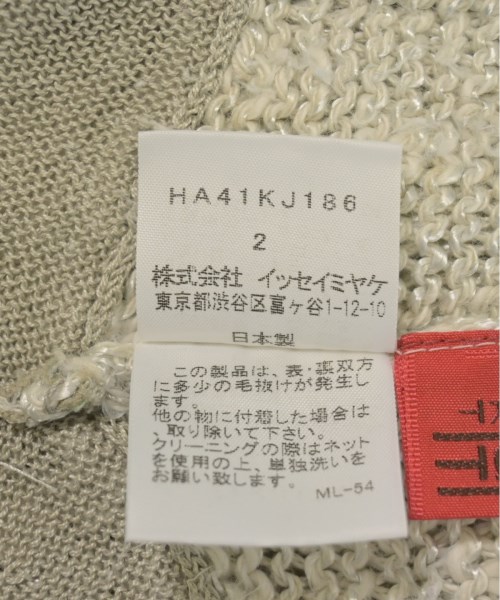 HA41KJ186
2
株式会社 イッセイミヤケ
東京都渋谷区富ヶ谷1-12-10
日本製
この製品は、表・裏双方
に多少の毛抜けが発生し
ます。
他の物に付着した場合は
、取り除いて下さい。
クリーニングの際はネット
を使用の上、単独洗いを
お願い致します。
ML-54